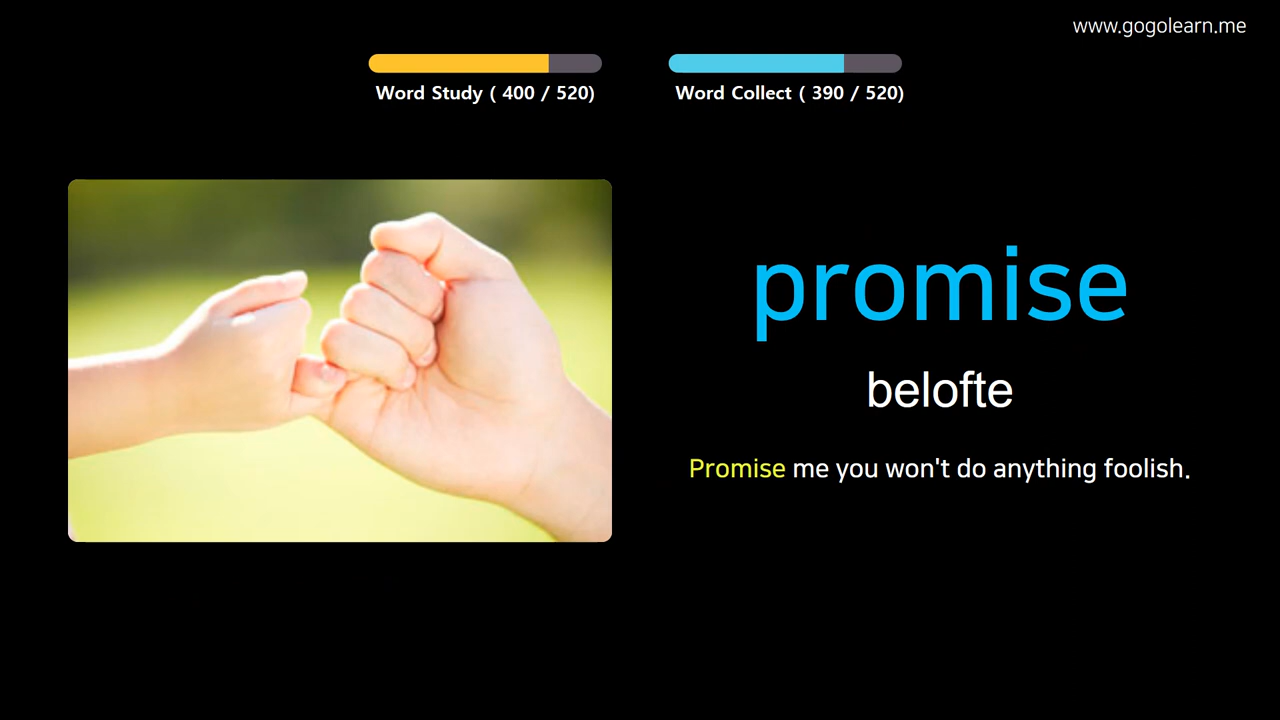 www.gogolearn.me
Word Study ( 400 / 520)
Word Collect ( 390 / 520)
promise
belofte
Promise me you won't do anything foolish.